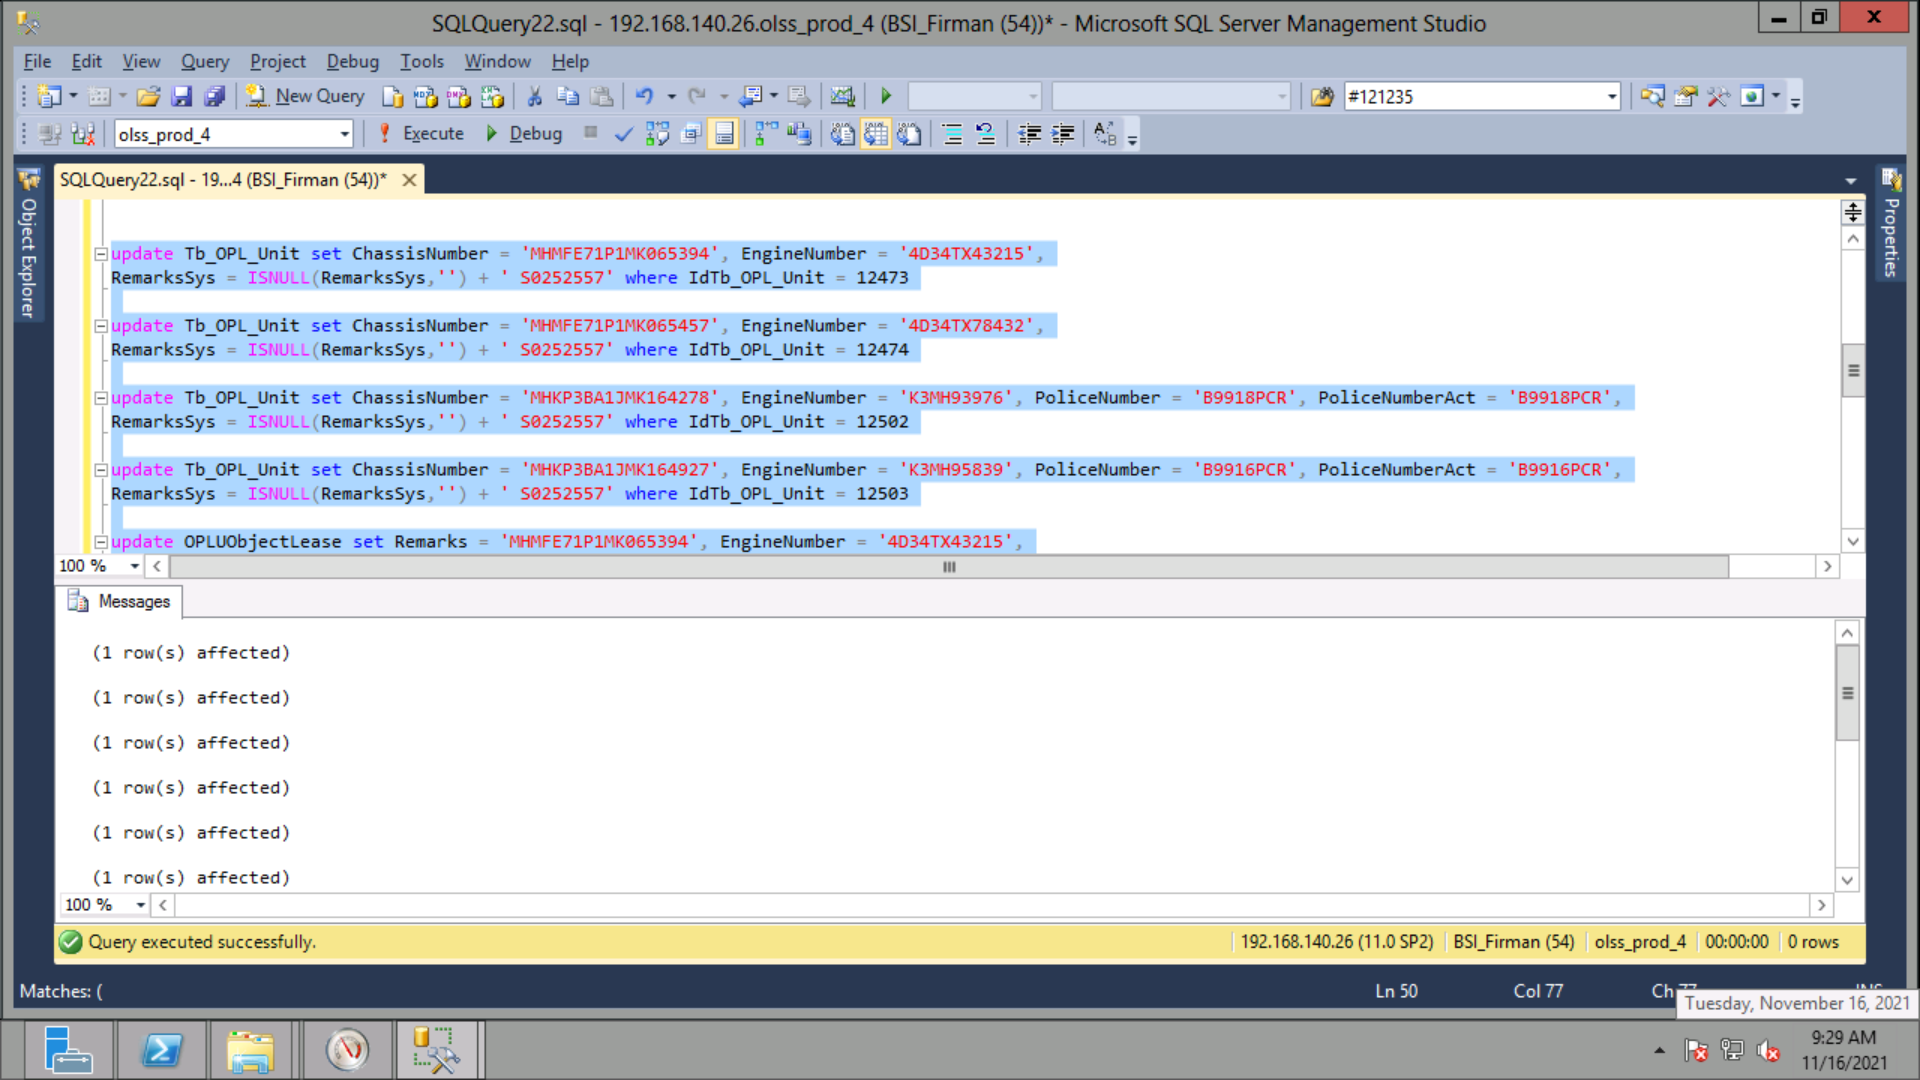 SQLQuery22.sql - 192.168.140.26.olss_prod_4 (BSI_Firman (54))* - Microsoft SQL Server Management Studio
File Edit View Query Project Debug Tools Window Help
New Query #121235
olss_prod_4 Execute Debug
SQLQuery22.sql - 19...4 (BSI_Firman (54))*
Object Explorer
Properties
update Tb_OPL_Unit set ChassisNumber = 'MHMFE71P1MK065394', EngineNumber = '4D34TX43215',
RemarksSys = ISNULL(RemarksSys,'') + ' S0252557' where IdTb_OPL_Unit = 12473
update Tb_OPL_Unit set ChassisNumber = 'MHMFE71P1MK065457', EngineNumber = '4D34TX78432',
RemarksSys = ISNULL(RemarksSys,'') + ' S0252557' where IdTb_OPL_Unit = 12474
update Tb_OPL_Unit set ChassisNumber = 'MHKP3BA1JMK164278', EngineNumber = 'K3MH93976', PoliceNumber = 'B9918PCR', PoliceNumberAct = 'B9918PCR',
RemarksSys = ISNULL(RemarksSys,'') + ' S0252557' where IdTb_OPL_Unit = 12502
update Tb_OPL_Unit set ChassisNumber = 'MHKP3BA1JMK164927', EngineNumber = 'K3MH95839', PoliceNumber = 'B9916PCR', PoliceNumberAct = 'B9916PCR',
RemarksSys = ISNULL(RemarksSys,'') + ' S0252557' where IdTb_OPL_Unit = 12503
update OPLUObjectLease set Remarks = 'MHMFE71P1MK065394', EngineNumber = '4D34TX43215',
100 %
Messages
(1 row(s) affected)
(1 row(s) affected)
(1 row(s) affected)
(1 row(s) affected)
(1 row(s) affected)
(1 row(s) affected)
100 %
Query executed successfully. 192.168.140.26 (11.0 SP2) BSI_Firman (54) olss_prod_4 00:00:00 0 rows
Matches: ( Ln 50 Col 77 Ch 77
Tuesday, November 16, 2021
9:29 AM
11/16/2021